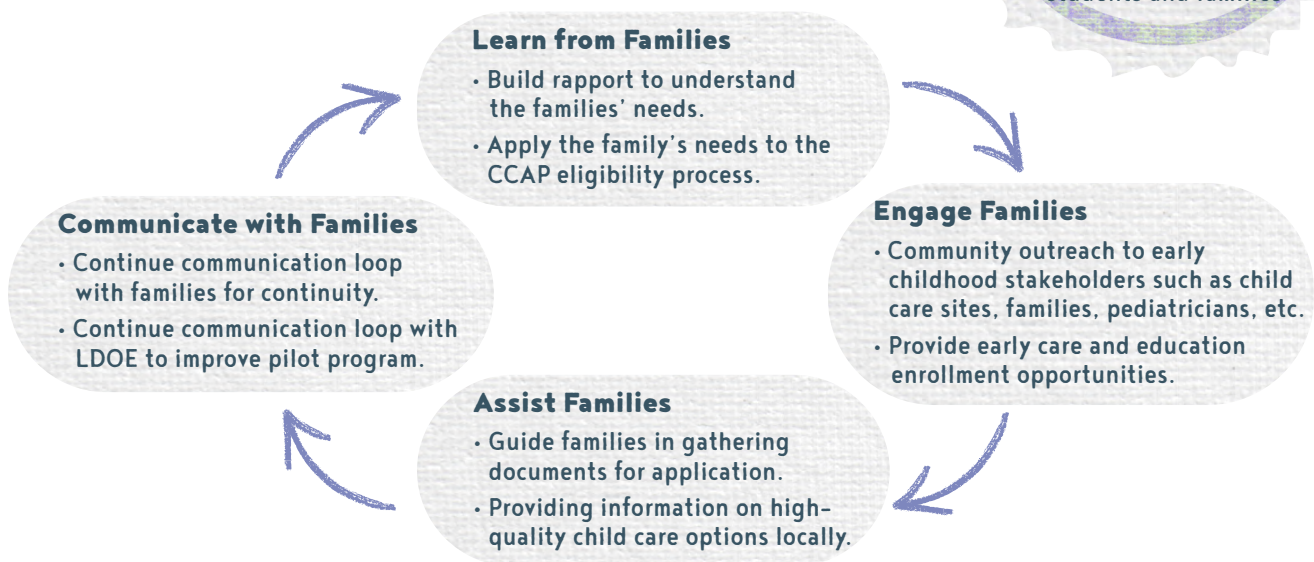 students and families
Learn from Families
• Build rapport to understand
the families' needs.
• Apply the family's needs to the
CCAP eligibility process.
Engage Families
• Community outreach to early
childhood stakeholders such as child
care sites, families, pediatricians, etc.
• Provide early care and education
enrollment opportunities.
Assist Families
• Guide families in gathering
documents for application.
• Providing information on high-
quality child care options locally.
Communicate with Families
• Continue communication loop
with families for continuity.
• Continue communication loop with
LDOE to improve pilot program.